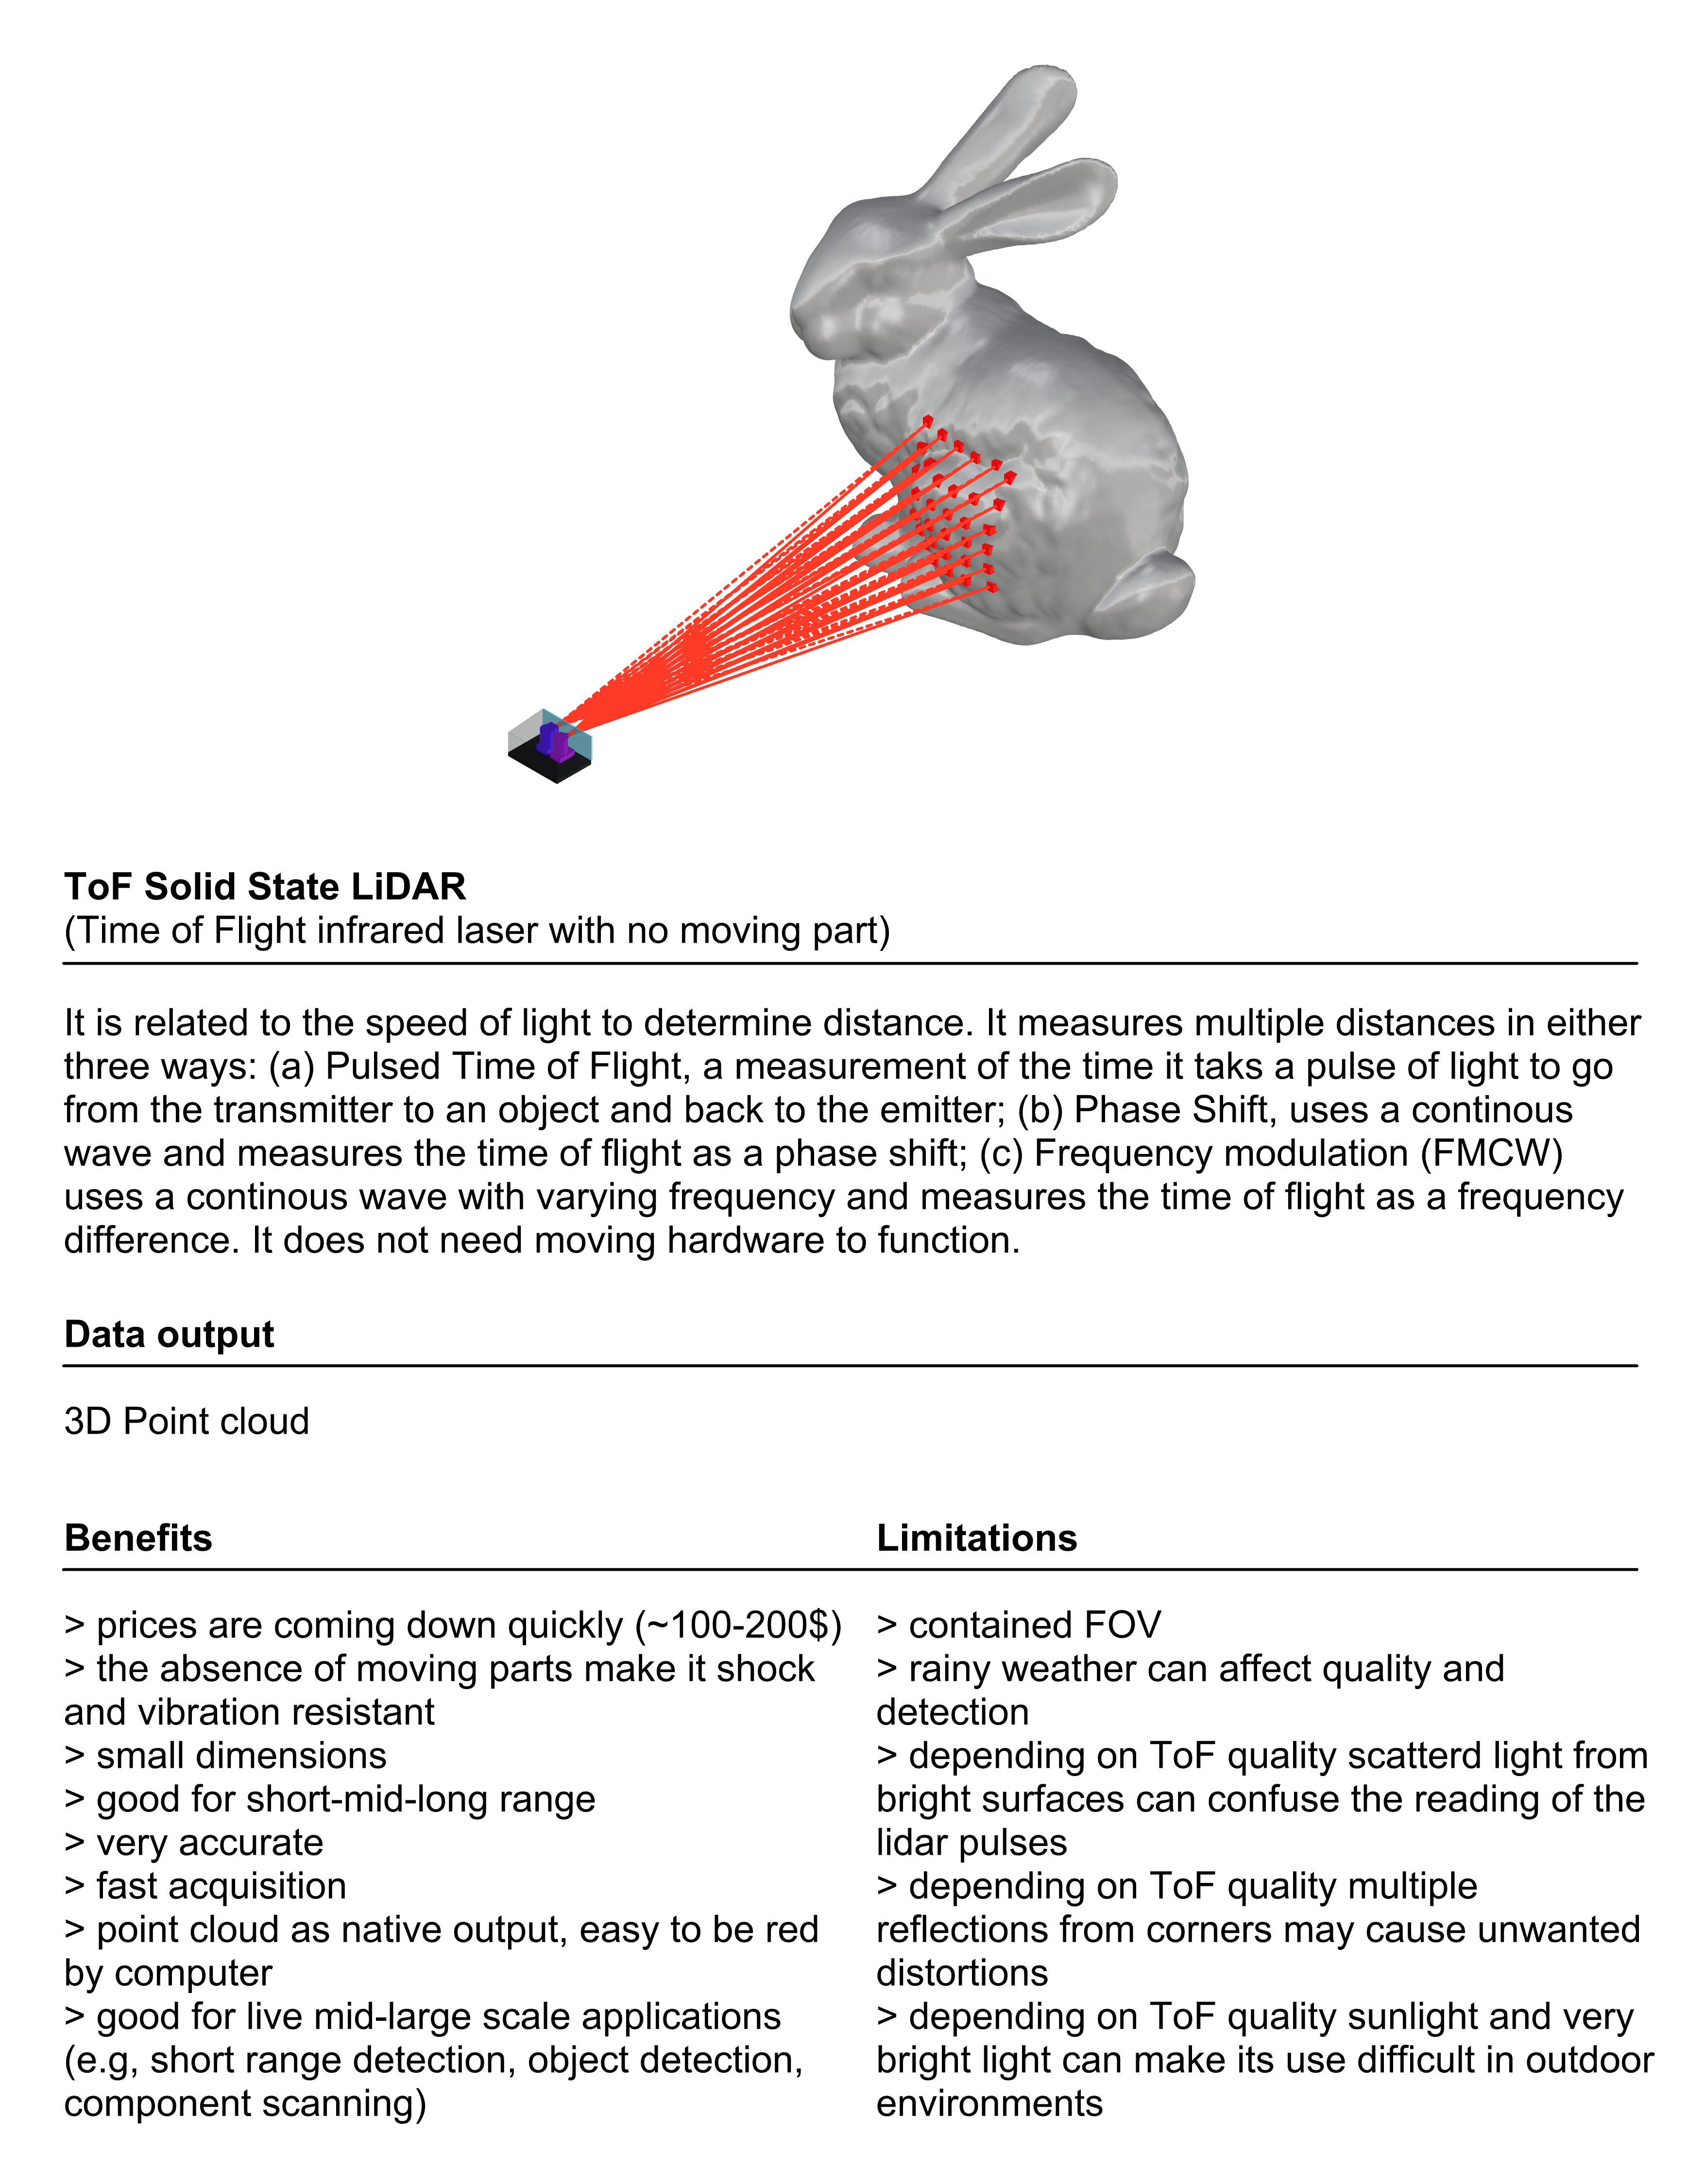 ToF Solid State LiDAR
(Time of Flight infrared laser with no moving part)
It is related to the speed of light to determine distance. It measures multiple distances in either
three ways: (a) Pulsed Time of Flight, a measurement of the time it taks a pulse of light to go
from the transmitter to an object and back to the emitter; (b) Phase Shift, uses a continous
wave and measures the time of flight as a phase shift; (c) Frequency modulation (FMCW)
uses a continous wave with varying frequency and measures the time of flight as a frequency
difference. It does not need moving hardware to function.
Data output
3D Point cloud
Benefits
> prices are coming down quickly (~100-200$)
> the absence of moving parts make it shock
and vibration resistant
> small dimensions
> good for short-mid-long range
> very accurate
> fast acquisition
> point cloud as native output, easy to be red
by computer
> good for live mid-large scale applications
(e.g, short range detection, object detection,
component scanning)
Limitations
> contained FOV
> rainy weather can affect quality and
detection
> depending on ToF quality scatterd light from
bright surfaces can confuse the reading of the
lidar pulses
> depending on ToF quality multiple
reflections from corners may cause unwanted
distortions
> depending on ToF quality sunlight and very
bright light can make its use difficult in outdoor
environments